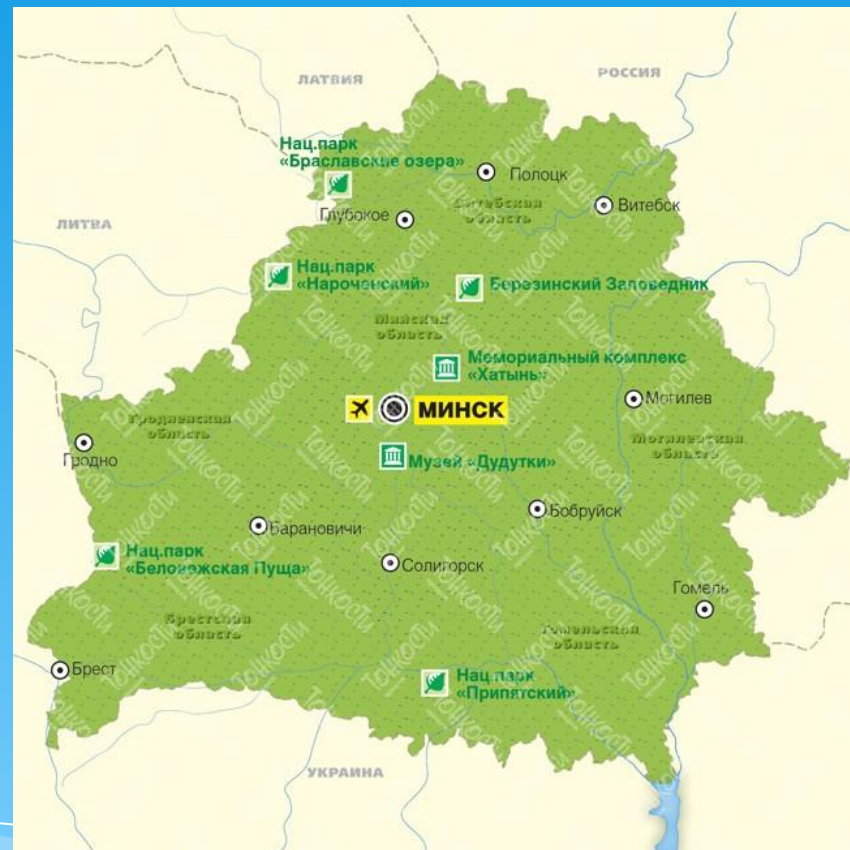 ЛАТВИЯ
РОССИЯ
Нац.парк
«Браславские озера»
Полоцк
Витебская
область
Витебск
Глубокое
ЛИТВА
Нац.парк
«Нарочанский»
Березинский Заповедник
Минская
область
Мемориальный комплекс
«Хатынь»
МИНСК
Могилев
Гродненская
область
Могилевская
область
Гродно
Музей «Дудутки»
Барановичи
Бобруйск
Нац.парк
«Беловежская Пуща»
Солигорск
Гомель
Брестская
область
Гомельская
область
Брест
Нац.парк
«Припятский»
УКРАИНА
Тонкости